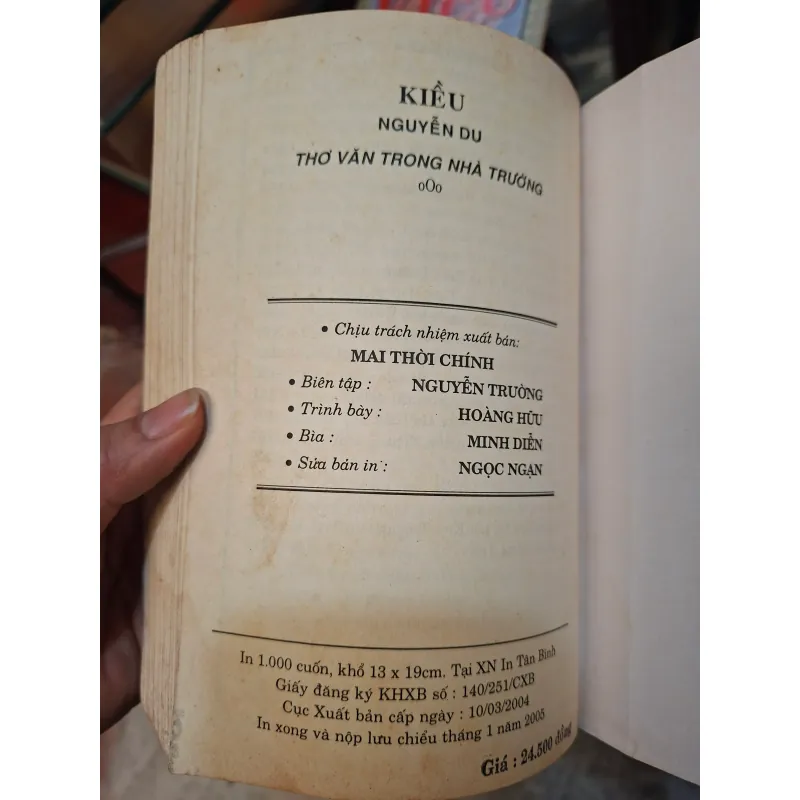 KIỀU
NGUYỄN DU
THƠ VĂN TRONG NHÀ TRƯỜNG
oOo
• Chịu trách nhiệm xuất bản:
MAI THỜI CHÍNH
• Biên tập : NGUYỄN TRƯỜNG
• Trình bày : HOÀNG HỮU
• Bìa : MINH DIỄN
• Sửa bản in : NGỌC NGẠN
In 1.000 cuốn, khổ 13 x 19cm. Tại XN In Tân Bình
Giấy đăng ký KHXB số : 140/251/CXB
Cục Xuất bản cấp ngày : 10/03/2004
In xong và nộp lưu chiểu tháng 1 năm 2005
Giá : 24.500 đồng